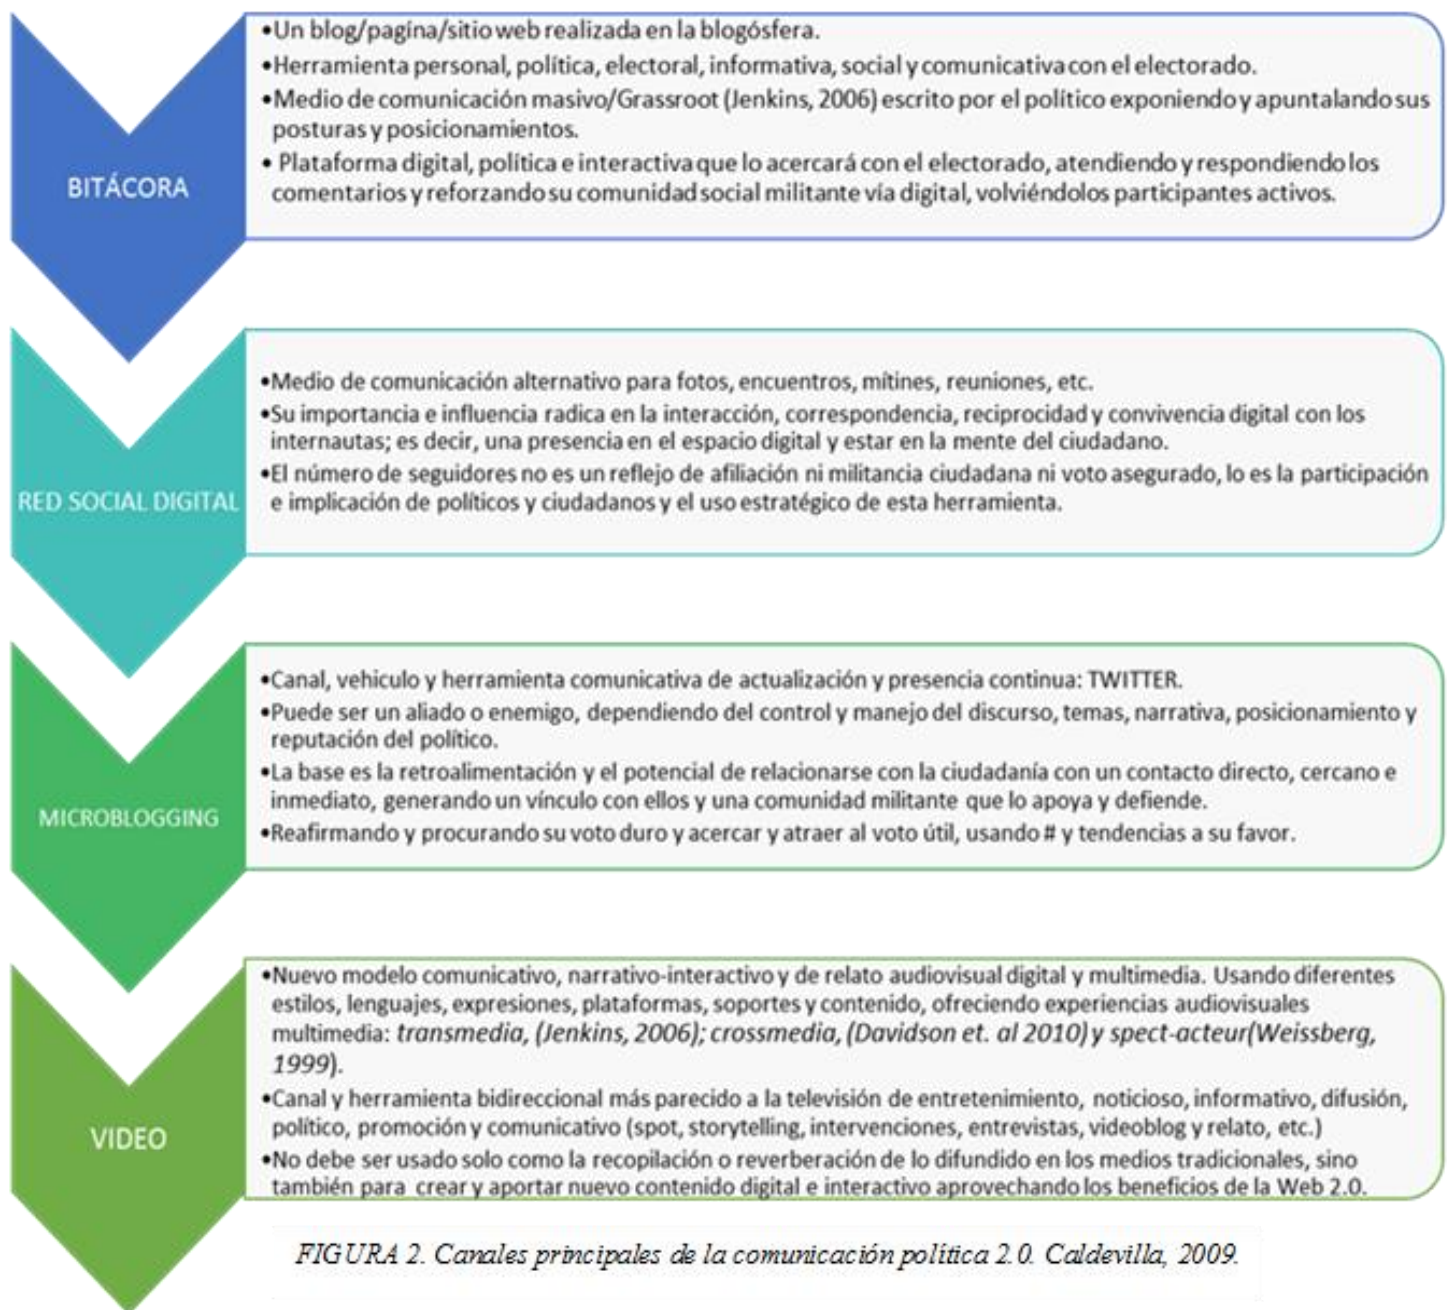 BITÁCORA
•Un blog/pagína/sitio web realizada en la blogósfera.
•Herramienta personal, política, electoral, informativa, social y comunicativa con el electorado.
•Medio de comunicación masivo/Grassroot (Jenkins, 2006) escrito por el político exponiendo y apuntalando sus
posturas y posicionamientos.
• Plataforma digital, política e interactiva que lo acercará con el electorado, atendiendo y respondiendo los
comentarios y reforzando su comunidad social militante vía digital, volviéndolos participantes activos.
RED SOCIAL DIGITAL
•Medio de comunicación alternativo para fotos, encuentros, mítines, reuniones, etc.
•Su importancia e influencia radica en la interacción, correspondencia, reciprocidad y convivencia digital con los
internautas; es decir, una presencia en el espacio digital y estar en la mente del ciudadano.
•El número de seguidores no es un reflejo de afiliación ni militancia ciudadana ni voto asegurado, lo es la participación
e implicación de políticos y ciudadanos y el uso estratégico de esta herramienta.
MICROBLOGGING
•Canal, vehiculo y herramienta comunicativa de actualización y presencia continua: TWITTER.
•Puede ser un aliado o enemigo, dependiendo del control y manejo del discurso, temas, narrativa, posicionamiento y
reputación del político.
•La base es la retroalimentación y el potencial de relacionarse con la ciudadanía con un contacto directo, cercano e
inmediato, generando un vínculo con ellos y una comunidad militante que lo apoya y defiende.
•Reafirmando y procurando su voto duro y acercar y atraer al voto útil, usando # y tendencias a su favor.
VIDEO
•Nuevo modelo comunicativo, narrativo-interactivo y de relato audiovisual digital y multimedia. Usando diferentes
estilos, lenguajes, expresiones, plataformas, soportes y contenido, ofreciendo experiencias audiovisuales
multimedia: transmedia, (Jenkins, 2006); crossmedia, (Davidson et. al 2010) y spect-acteur(Weissberg,
1999).
•Canal y herramienta bidireccional más parecido a la televisión de entretenimiento, noticioso, informativo, difusión,
político, promoción y comunicativo (spot, storytelling, intervenciones, entrevistas, videoblog y relato, etc.)
•No debe ser usado solo como la recopilación o reverberación de lo difundido en los medios tradicionales, sino
también para crear y aportar nuevo contenido digital e interactivo aprovechando los beneficios de la Web 2.0.
FIGURA 2. Canales principales de la comunicación política 2.0. Caldevilla, 2009.